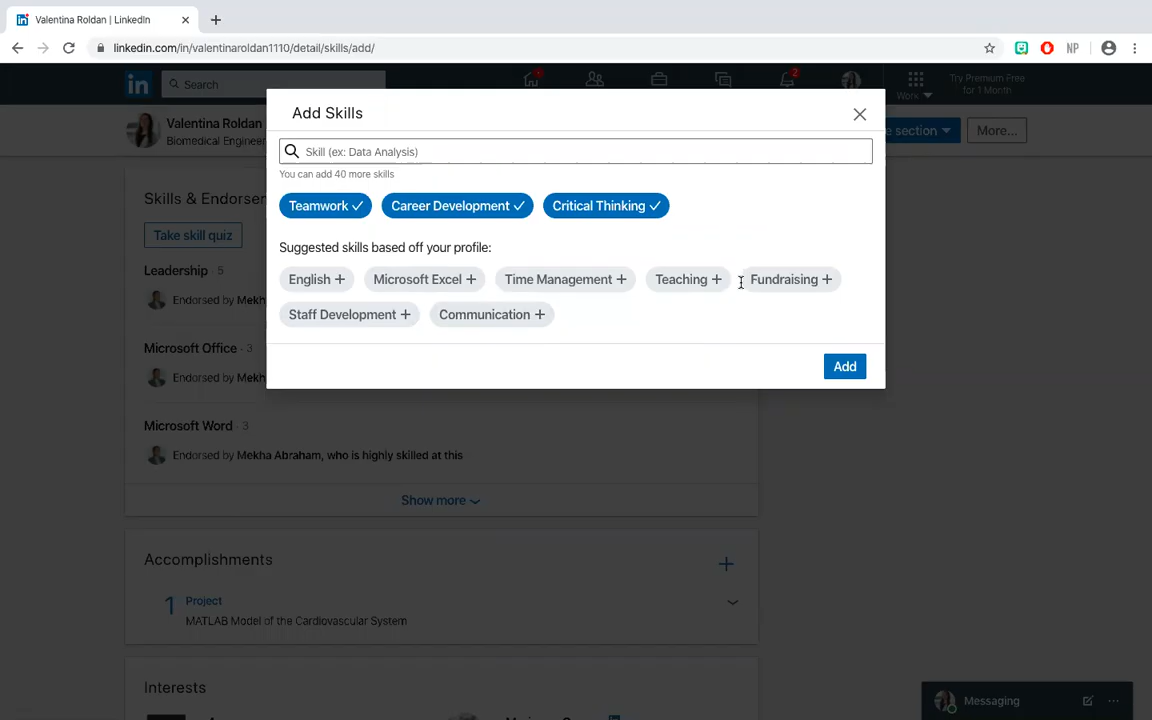 Valentina Roldan | LinkedIn
linkedin.com/in/valentinaroldan1110/detail/skills/add/
NP
in
Search
2
Work
Try Premium Free
for 1 Month
Valentina Roldan
Biomedical Engineer
e section
More...
Add Skills
Skill (ex: Data Analysis)
You can add 40 more skills
Teamwork
Career Development
Critical Thinking
Suggested skills based off your profile:
English
Microsoft Excel
Time Management
Teaching
Fundraising
Staff Development
Communication
Add
Skills & Endorsem
Take skill quiz
Leadership · 5
Endorsed by Mekh
Microsoft Office · 3
Endorsed by Mekh
Microsoft Word · 3
Endorsed by Mekha Abraham, who is highly skilled at this
Show more
Accomplishments
1
Project
MATLAB Model of the Cardiovascular System
Interests
Messaging